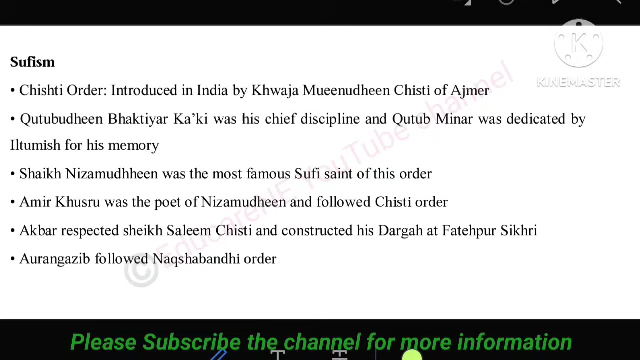 K
KINEMASTER
Sufism
• Chishti Order: Introduced in India by Khwaja Mueenudheen Chisti of Ajmer
• Qutubudheen Bhaktiyar Ka'ki was his chief discipline and Qutub Minar was dedicated by
Iltumish for his memory
• Shaikh Nizamudhheen was the most famous Sufi saint of this order
• Amir Khusru was the poet of Nizamudheen and followed Chisti order
• Akbar respected sheikh Saleem Chisti and constructed his Dargah at Fatehpur Sikhri
• Aurangazib followed Naqshabandhi order
Please Subscribe the channel for more information